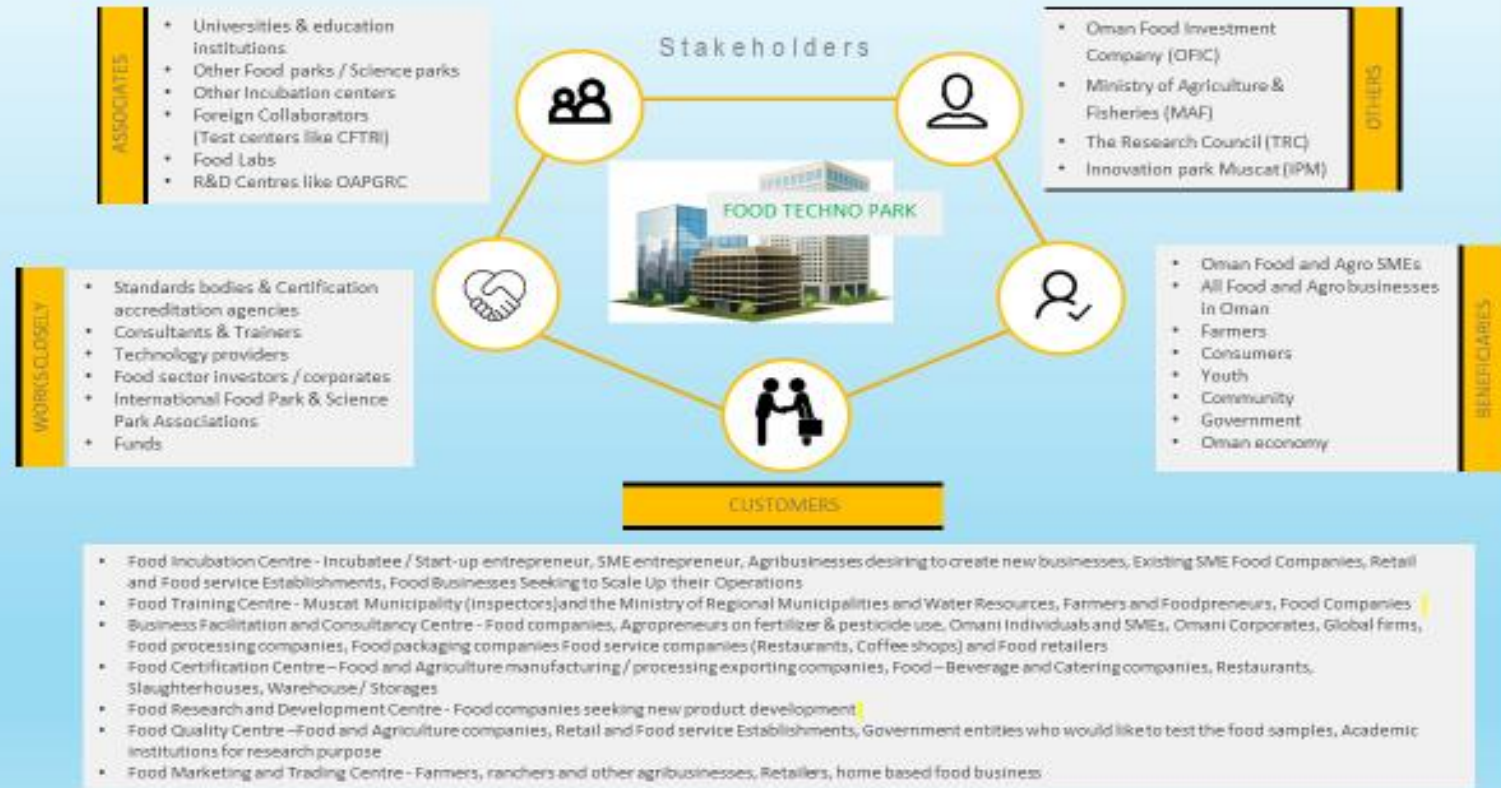 Stakeholders
ASSOCIATES
• Universities & education
institutions
• Other Food parks / Science parks
• Other Incubation centers
• Foreign Collaborators
(Test centers like CFTRI)
• Food Labs
• R&D Centres like OAPGRC
• Oman Food Investment
Company (OFIC)
• Ministry of Agriculture &
Fisheries (MAF)
• The Research Council (TRC)
• Innovation park Muscat (IPM)
OTHERS
FOOD TECHNO PARK
WORKS CLOSELY
• Standards bodies & Certification
accreditation agencies
• Consultants & Trainers
• Technology providers
• Food sector investors / corporates
• International Food Park & Science
Park Associations
• Funds
• Oman Food and Agro SMEs
• All Food and Agro businesses
in Oman
• Farmers
• Consumers
• Youth
• Community
• Government
• Oman economy
BENEFICIARIES
CUSTOMERS
• Food Incubation Centre - Incubatee / Start-up entrepreneur, SME entrepreneur, Agribusinesses desiring to create new businesses, Existing SME Food Companies, Retail
and Food service Establishments, Food Businesses Seeking to Scale Up their Operations
• Food Training Centre - Muscat Municipality (inspectors) and the Ministry of Regional Municipalities and Water Resources, Farmers and Foodpreneurs, Food Companies
• Business Facilitation and Consultancy Centre - Food companies, Agropreneurs on fertilizer & pesticide use, Omani Individuals and SMEs, Omani Corporates, Global firms,
Food processing companies, Food packaging companies Food service companies (Restaurants, Coffee shops) and Food retailers
• Food Certification Centre – Food and Agriculture manufacturing / processing exporting companies, Food – Beverage and Catering companies, Restaurants,
Slaughterhouses, Warehouse / Storages
• Food Research and Development Centre - Food companies seeking new product development
• Food Quality Centre – Food and Agriculture companies, Retail and Food service Establishments, Government entities who would like to test the food samples, Academic
institutions for research purpose
• Food Marketing and Trading Centre - Farmers, ranchers and other agribusinesses, Retailers, home based food business